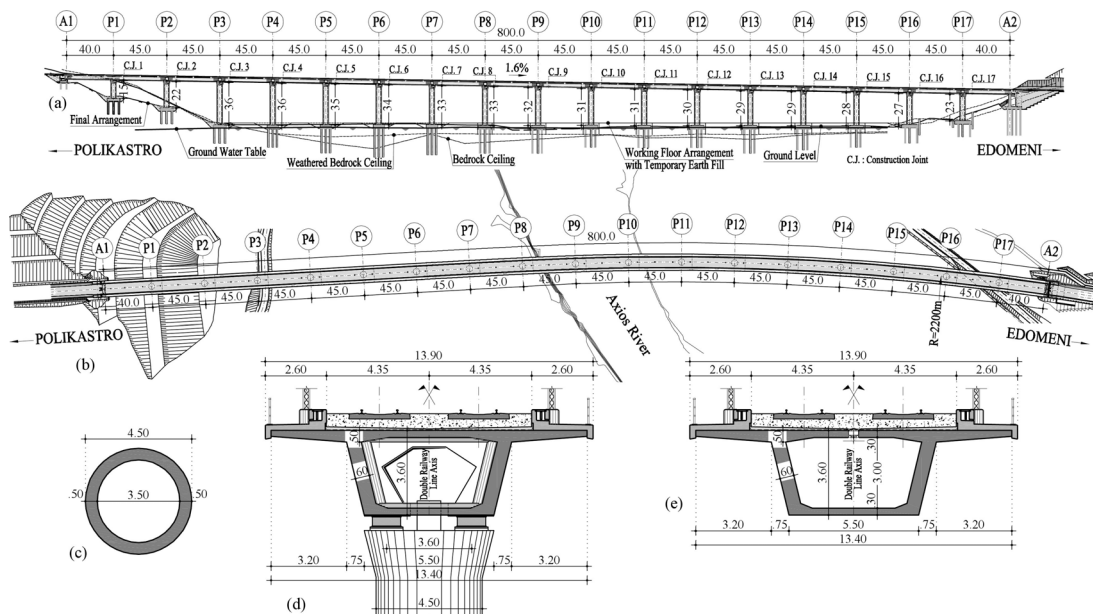 A1 P1 P2 P3 P4 P5 P6 P7 P8 P9 P10 P11 P12 P13 P14 P15 P16 P17 A2
800.0
40.0 45.0 45.0 45.0 45.0 45.0 45.0 45.0 45.0 45.0 45.0 45.0 45.0 45.0 45.0 45.0 45.0 40.0
C.J. 1 C.J. 2 C.J. 3 C.J. 4 C.J. 5 C.J. 6 C.J. 7 C.J. 8 1.6% C.J. 9 C.J. 10 C.J. 11 C.J. 12 C.J. 13 C.J. 14 C.J. 15 C.J. 16 C.J. 17
(a)
15 22 36 36 35 34 33 33 32 31 31 30 29 29 28 27 23
Final Arrangement
Ground Water Table
Weathered Bedrock Ceiling
Bedrock Ceiling
Working Floor Arrangement
with Temporary Earth Fill
Ground Level
C.J. : Construction Joint
POLIKASTRO
EDOMENI
A1 P1 P2 P3 P4 P5 P6 P7 P8 P9 P10 P11 P12 P13 P14 P15 P16 P17 A2
800.0
40.0 45.0 45.0 45.0 45.0 45.0 45.0 45.0 45.0 45.0 45.0 45.0 45.0 45.0 45.0 45.0 45.0 40.0
Axios River
R=2200m
POLIKASTRO
EDOMENI
(b)
4.50
.50 3.50 .50
(c)
13.90
2.60 4.35 4.35 2.60
.50
.60
3.60
Double Railway
Line Axis
3.60
3.20 .75 5.50 .75 3.20
13.40
4.50
(d)
13.90
2.60 4.35 4.35 2.60
.50
.60
.30
3.60
Double Railway
Line Axis
3.00
.30
(e)
3.20 .75 5.50 .75 3.20
13.40